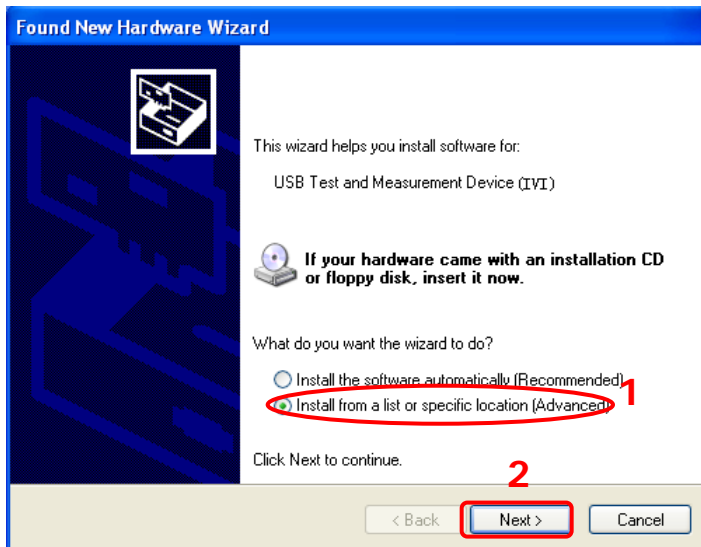 Found New Hardware Wizard
This wizard helps you install software for:
USB Test and Measurement Device (IVI)
If your hardware came with an installation CD
or floppy disk, insert it now.
What do you want the wizard to do?
Install the software automatically (Recommended)
Install from a list or specific location (Advanced)
1
Click Next to continue.
2
< Back
Next >
Cancel